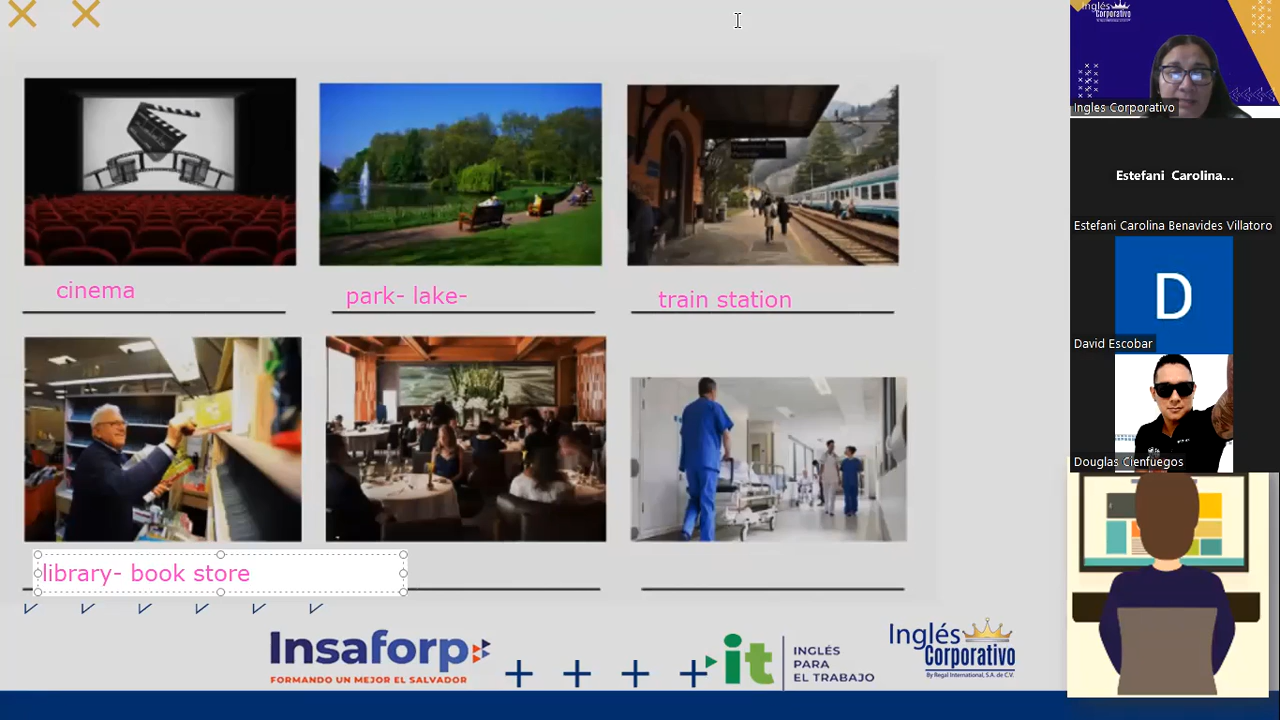 cinema
park- lake-
train station
library- book store
Insaforp
FORMANDO UN MEJOR EL SALVADOR
it
INGLÉS
PARA
EL TRABAJO
Inglés
Corporativo
By Regal International, S.A. de C.V.
Inglés
Corporativo
Ingles Corporativo
Estefani Carolina...
Estefani Carolina Benavides Villatoro
D
David Escobar
Douglas Cienfuegos